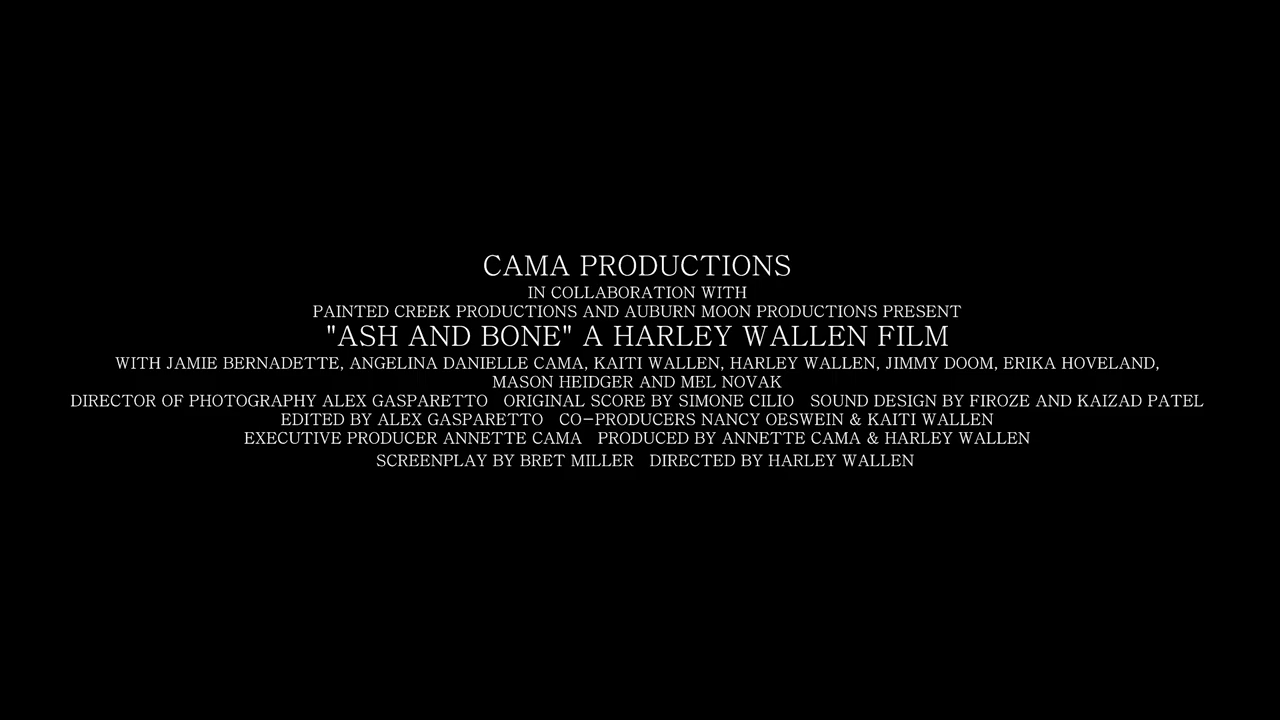 CAMA PRODUCTIONS
IN COLLABORATION WITH
PAINTED CREEK PRODUCTIONS AND AUBURN MOON PRODUCTIONS PRESENT
"ASH AND BONE" A HARLEY WALLEN FILM
WITH JAMIE BERNADETTE, ANGELINA DANIELLE CAMA, KAITI WALLEN, HARLEY WALLEN, JIMMY DOOM, ERIKA HOVELAND,
MASON HEIDGER AND MEL NOVAK
DIRECTOR OF PHOTOGRAPHY ALEX GASPARETTO ORIGINAL SCORE BY SIMONE CILIO SOUND DESIGN BY FIROZE AND KAIZAD PATEL
EDITED BY ALEX GASPARETTO CO-PRODUCERS NANCY OESWEIN & KAITI WALLEN
EXECUTIVE PRODUCER ANNETTE CAMA PRODUCED BY ANNETTE CAMA & HARLEY WALLEN
SCREENPLAY BY BRET MILLER DIRECTED BY HARLEY WALLEN